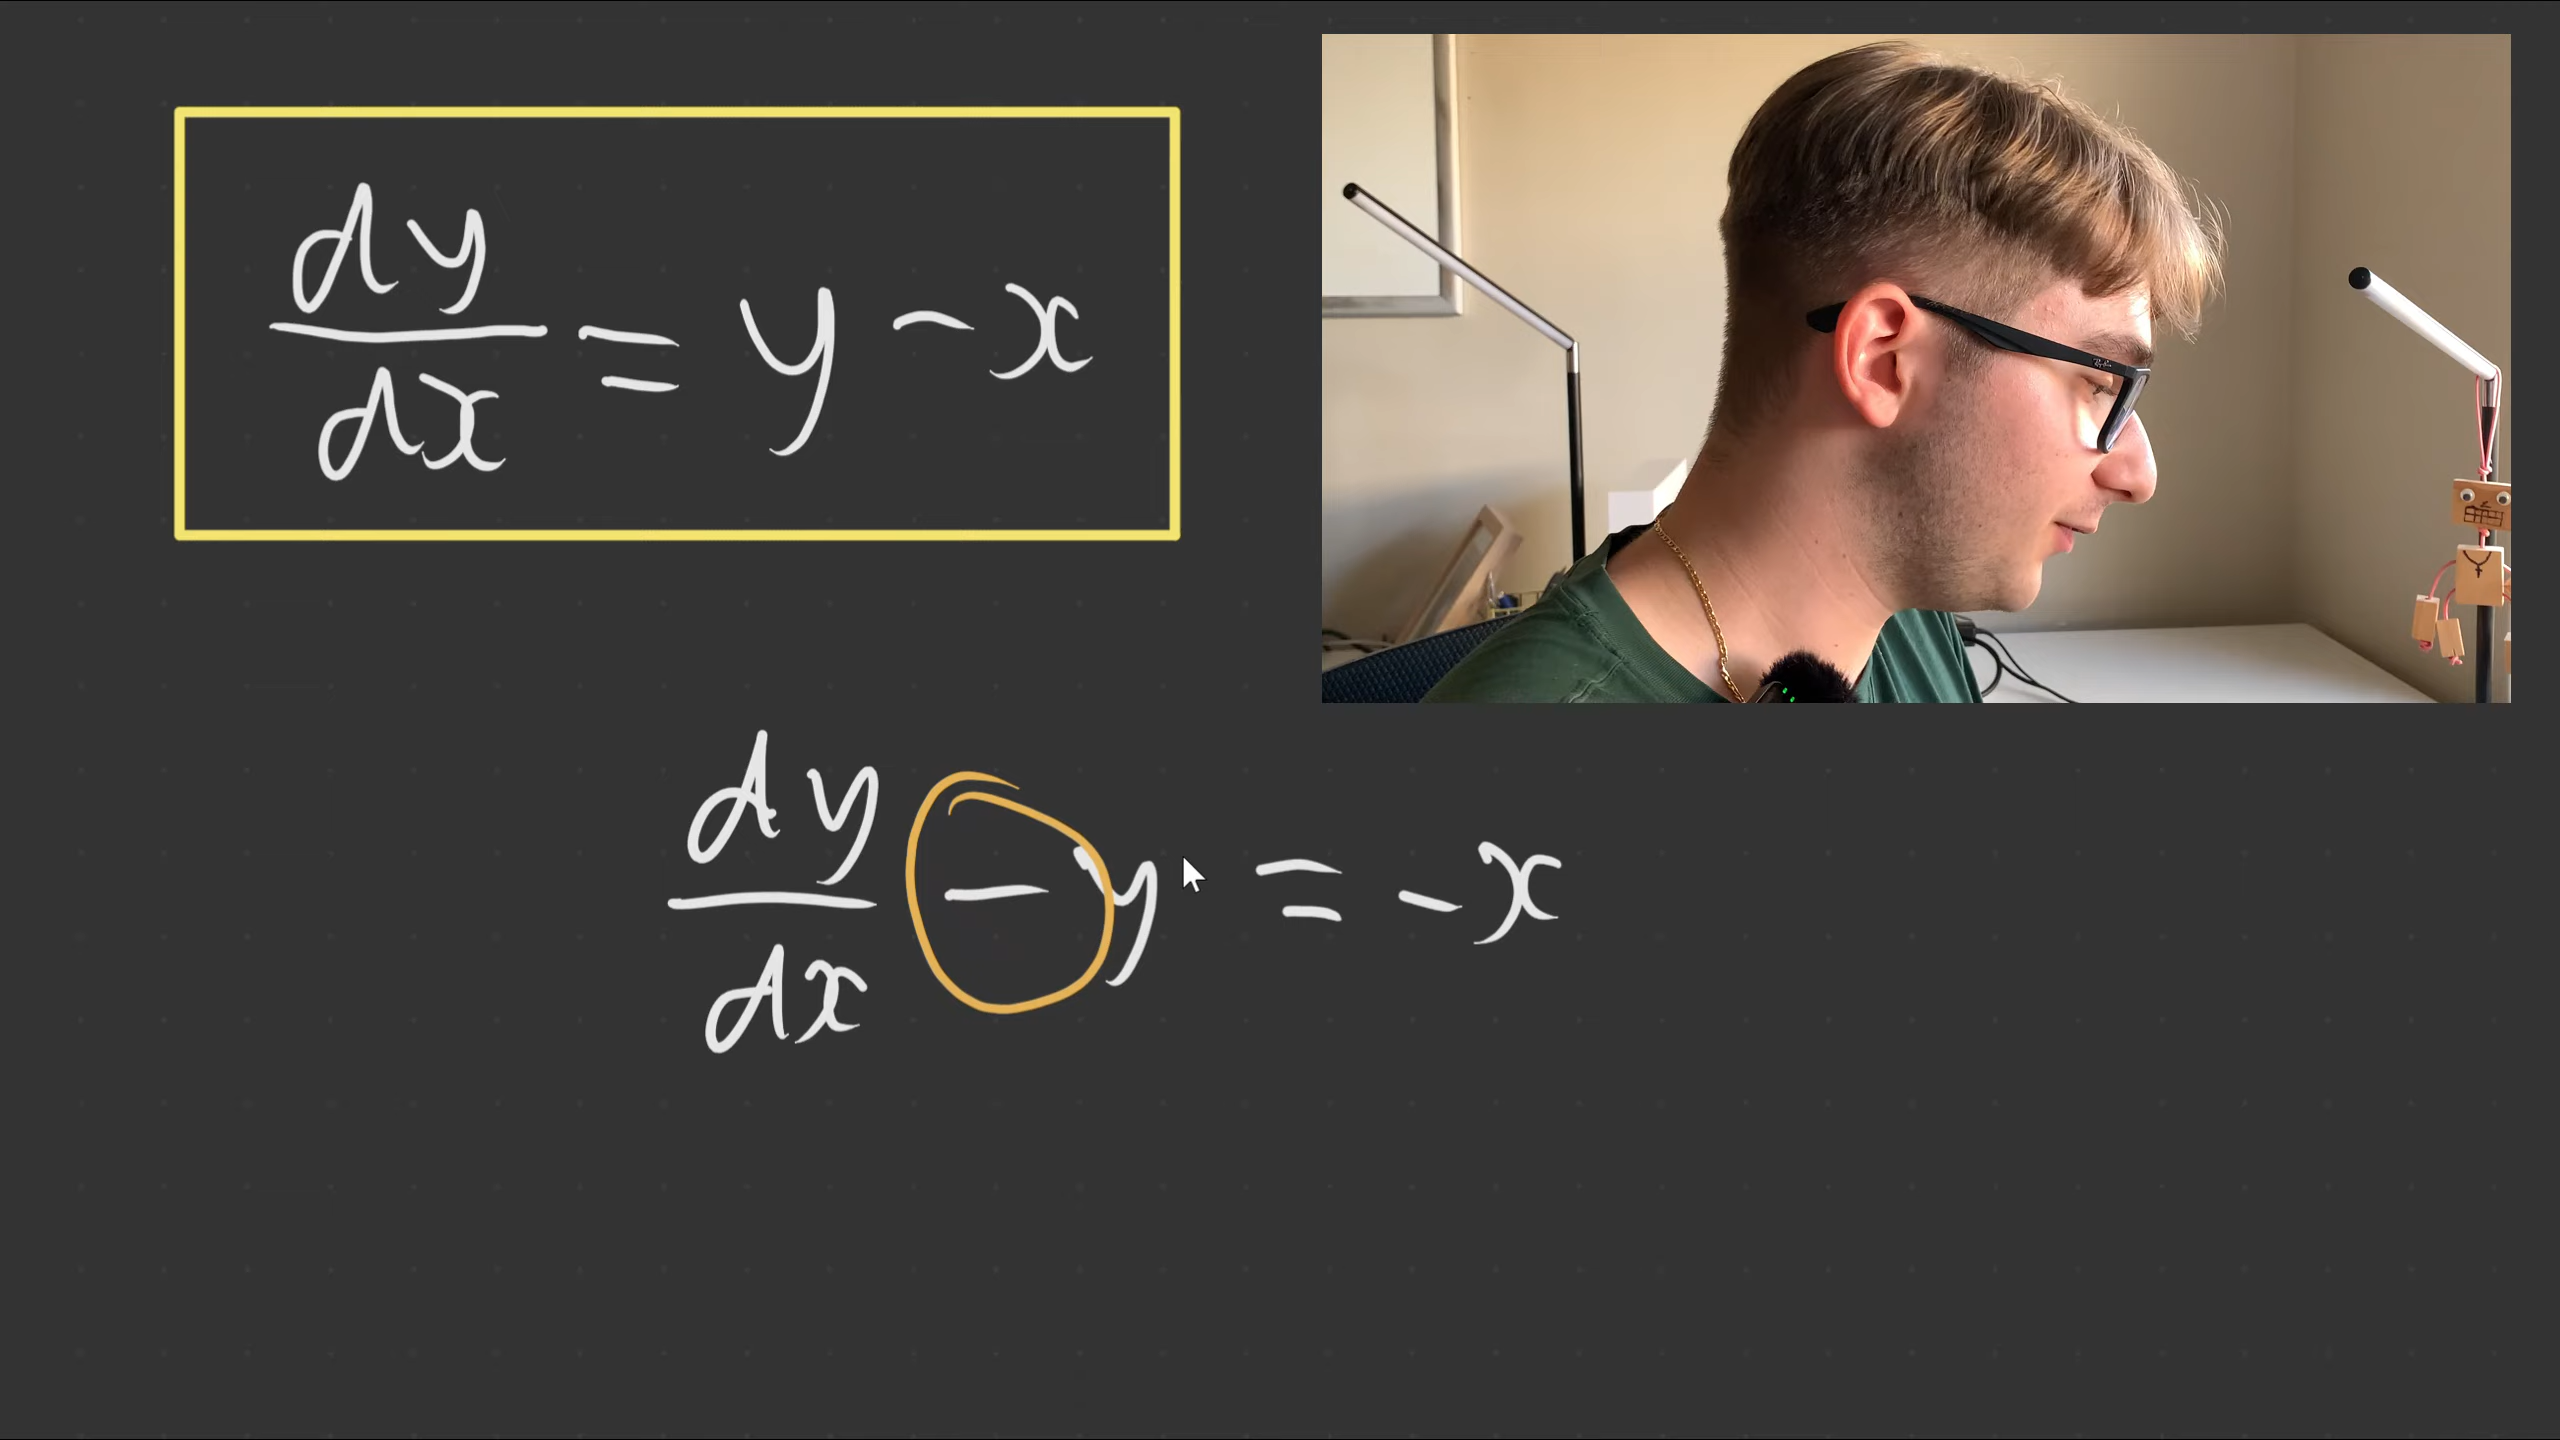 dy/dx = y - x
dy/dx - y = -x